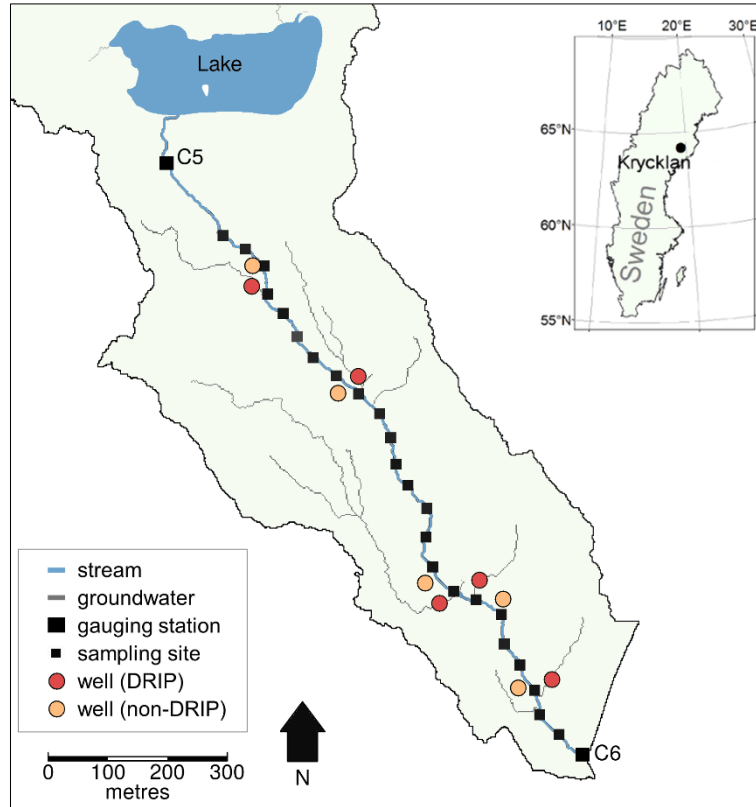 Lake
C5
10°E 20°E 30°E
65°N
Krycklan
Sweden
60°N
55°N
stream
groundwater
gauging station
sampling site
well (DRIP)
well (non-DRIP)
0 100 200 300
metres
N
C6